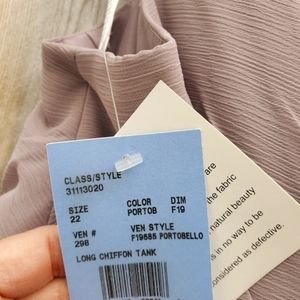 CLASS/STYLE
31113020
SIZE COLOR DIM
22 PORTOB F19
VEN # VEN STYLE
298 F19685 PORTOBELLO
LONG CHIFFON TANK
are
the fabric
natural beauty
is in no way to be
considered as defective.